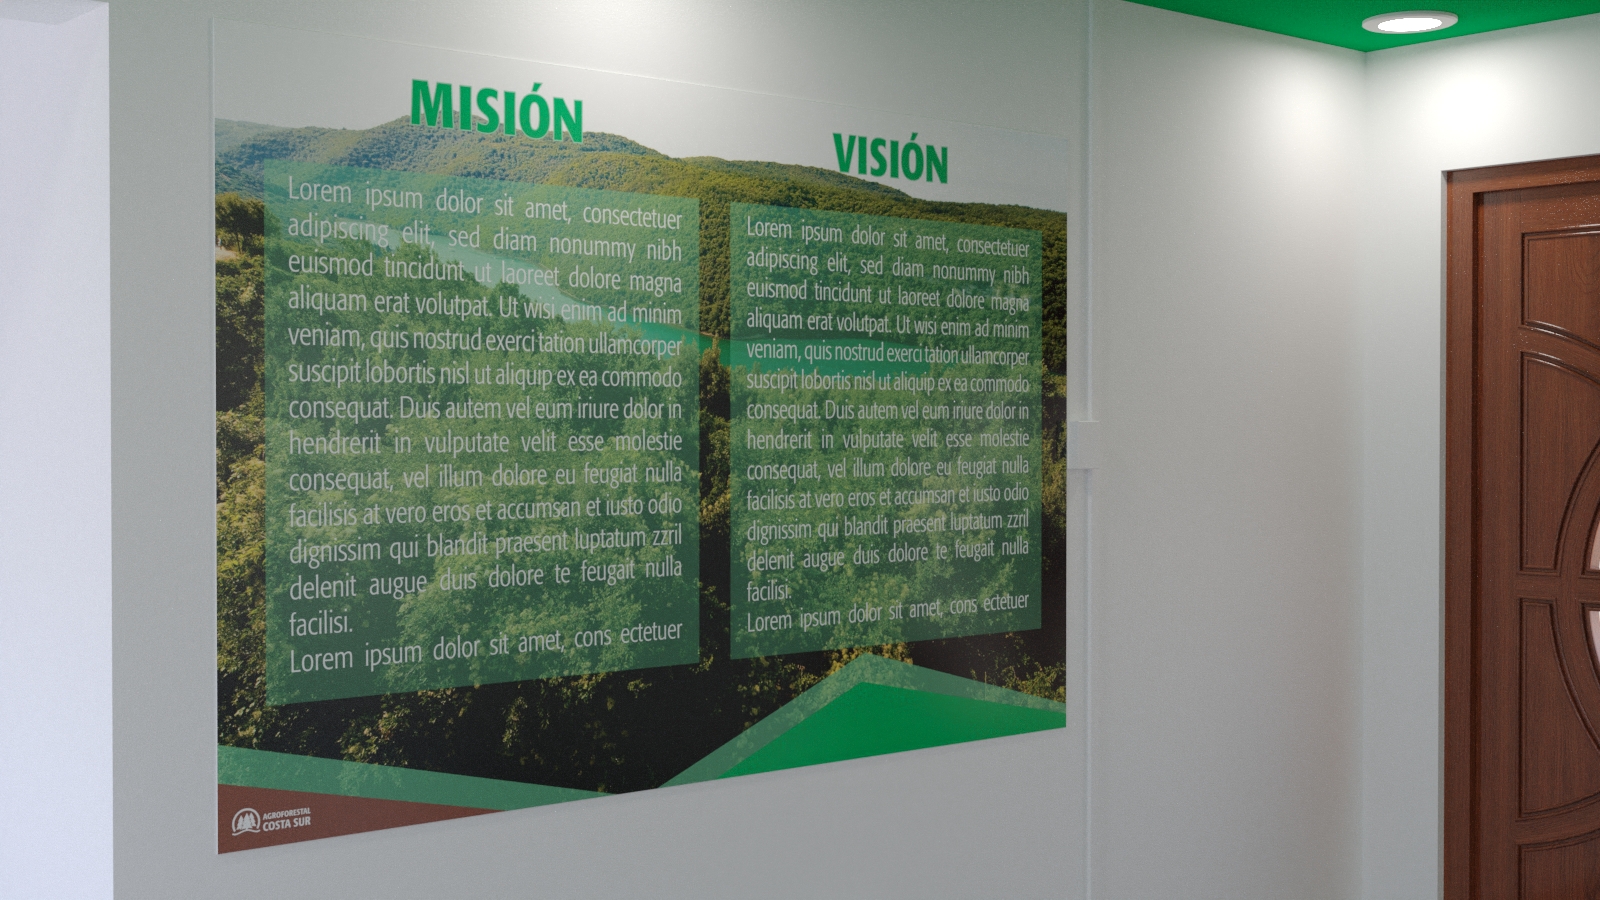 MISIÓN
Lorem ipsum dolor sit amet, consectetuer
adipiscing elit, sed diam nonummy nibh
euismod tincidunt ut laoreet dolore magna
aliquam erat volutpat. Ut wisi enim ad minim
veniam, quis nostrud exerci tation ullamcorper
suscipit lobortis nisl ut aliquip ex ea commodo
consequat. Duis autem vel eum iriure dolor in
hendrerit in vulputate velit esse molestie
consequat, vel illum dolore eu feugiat nulla
facilisis at vero eros et accumsan et iusto odio
dignissim qui blandit praesent luptatum zzril
delenit augue duis dolore te feugait nulla
facilisi.
Lorem ipsum dolor sit amet, cons ectetuer
VISIÓN
Lorem ipsum dolor sit amet, consectetuer
adipiscing elit, sed diam nonummy nibh
euismod tincidunt ut laoreet dolore magna
aliquam erat volutpat. Ut wisi enim ad minim
veniam, quis nostrud exerci tation ullamcorper
suscipit lobortis nisl ut aliquip ex ea commodo
consequat. Duis autem vel eum iriure dolor in
hendrerit in vulputate velit esse molestie
consequat, vel illum dolore eu feugiat nulla
facilisis at vero eros et accumsan et iusto odio
dignissim qui blandit praesent luptatum zzril
delenit augue duis dolore te feugait nulla
facilisi.
Lorem ipsum dolor sit amet, cons ectetuer
AGROFORESTAL
COSTA SUR